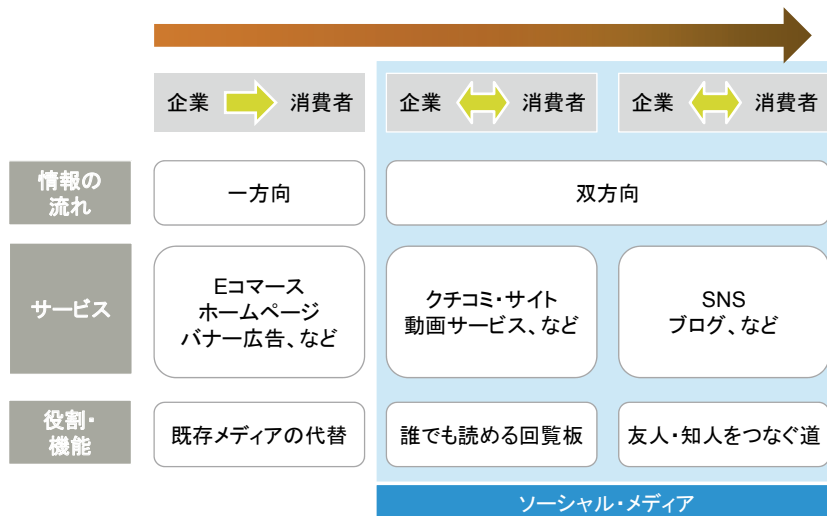 企業 消費者
企業 消費者
企業 消費者
情報の
流れ
一方向
双方向
サービス
Eコマース
ホームページ
バナー広告、など
クチコミ・サイト
動画サービス、など
SNS
ブログ、など
役割・
機能
既存メディアの代替
誰でも読める回覧板
友人・知人をつなぐ道
ソーシャル・メディア